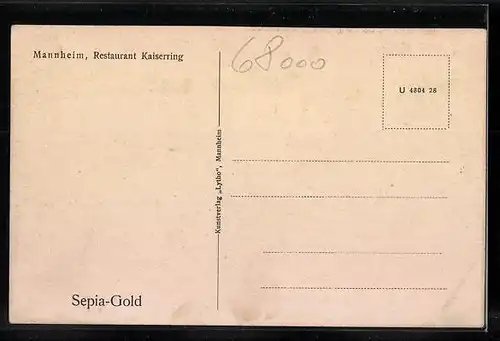 Mannheim, Restaurant Kaiserring
68000
U 4804 28
Kunstverlag „Lytho", Mannheim
Sepia-Gold